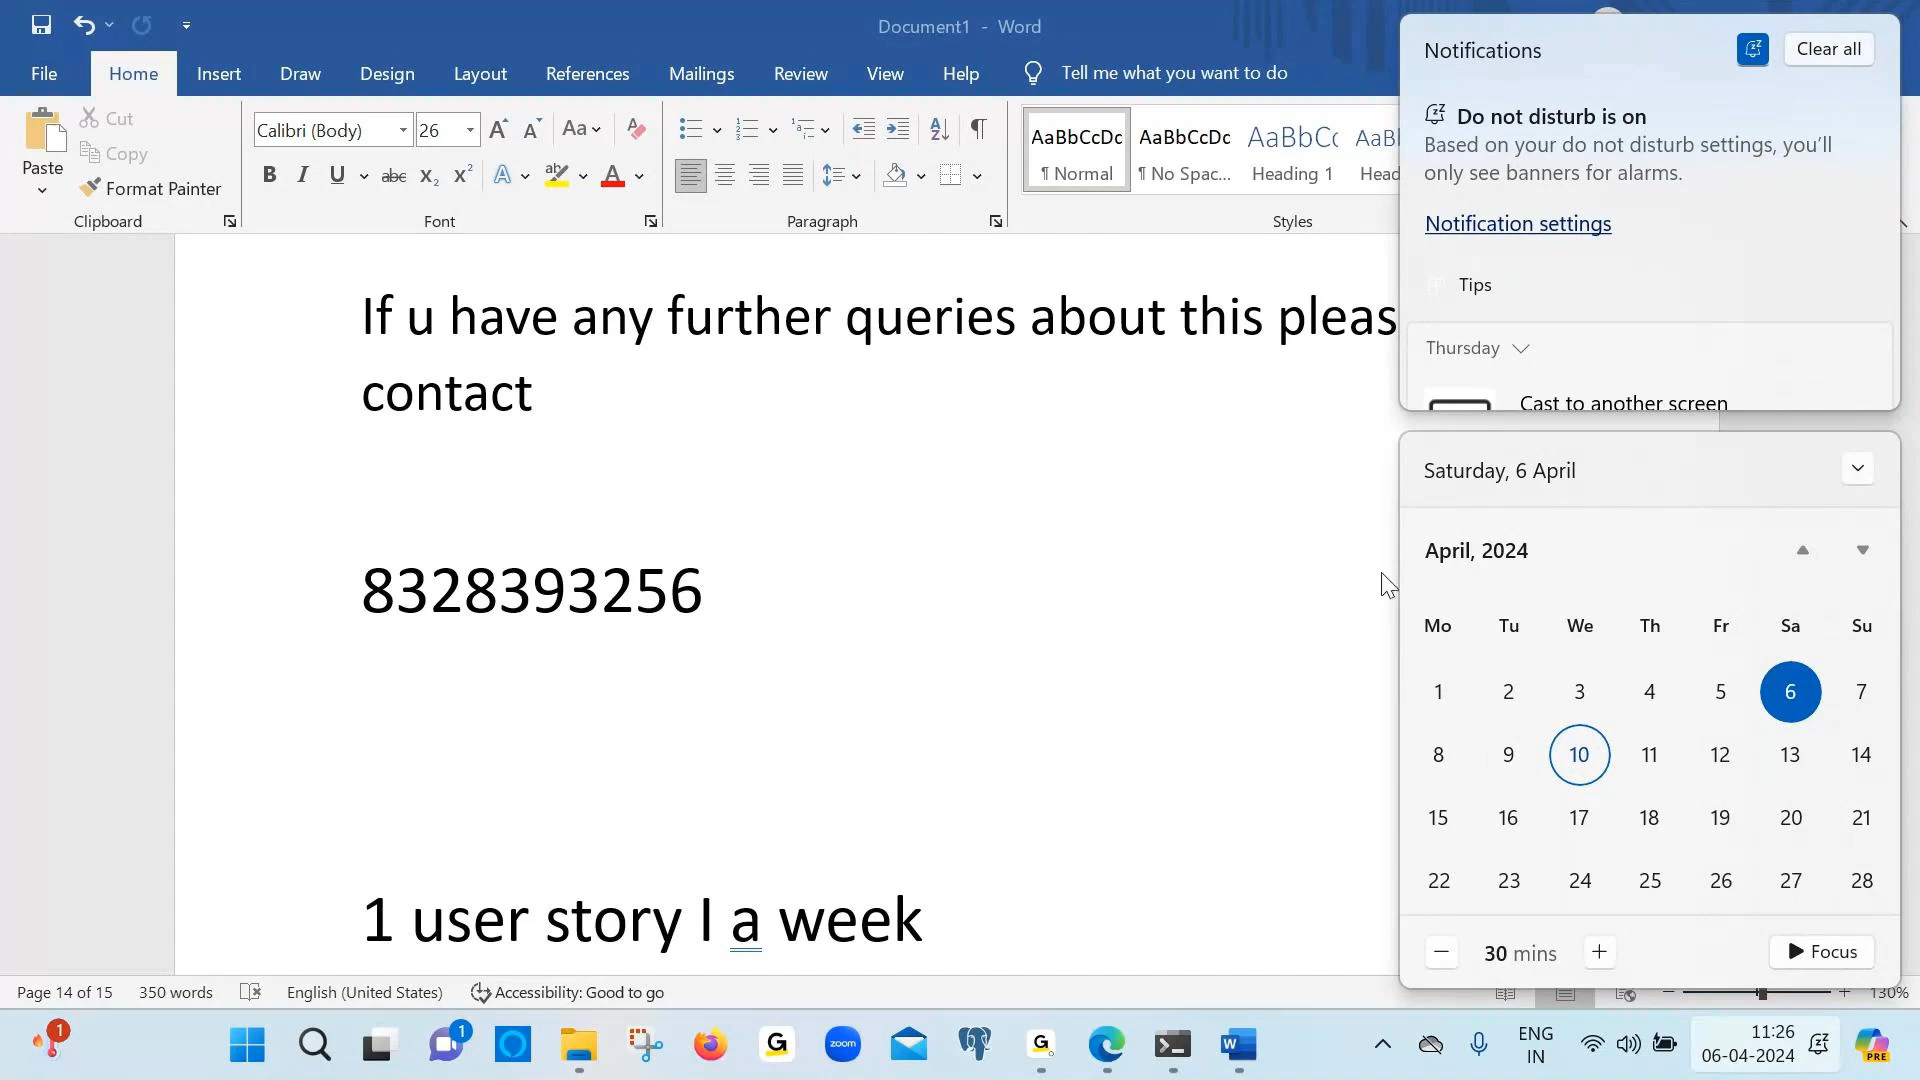 Document1 - Word
File Home Insert Draw Design Layout References Mailings Review View Help Tell me what you want to do
Paste
Cut
Copy
Format Painter
Clipboard
Calibri (Body) 26
Font
Paragraph
AaBbCcDc AaBbCcDc AaBbCc AaBb
¶ Normal ¶ No Spac... Heading 1 Head
Styles
If u have any further queries about this pleas
contact
8328393256
1 user story I a week
Notifications
Clear all
Do not disturb is on
Based on your do not disturb settings, you'll
only see banners for alarms.
Notification settings
Tips
Thursday
Cast to another screen
Saturday, 6 April
April, 2024
Mo Tu We Th Fr Sa Su
1 2 3 4 5 6 7
8 9 10 11 12 13 14
15 16 17 18 19 20 21
22 23 24 25 26 27 28
30 mins
Focus
Page 14 of 15 350 words English (United States) Accessibility: Good to go
130%
1
1
zoom
ENG
IN
11:26
06-04-2024
PRE